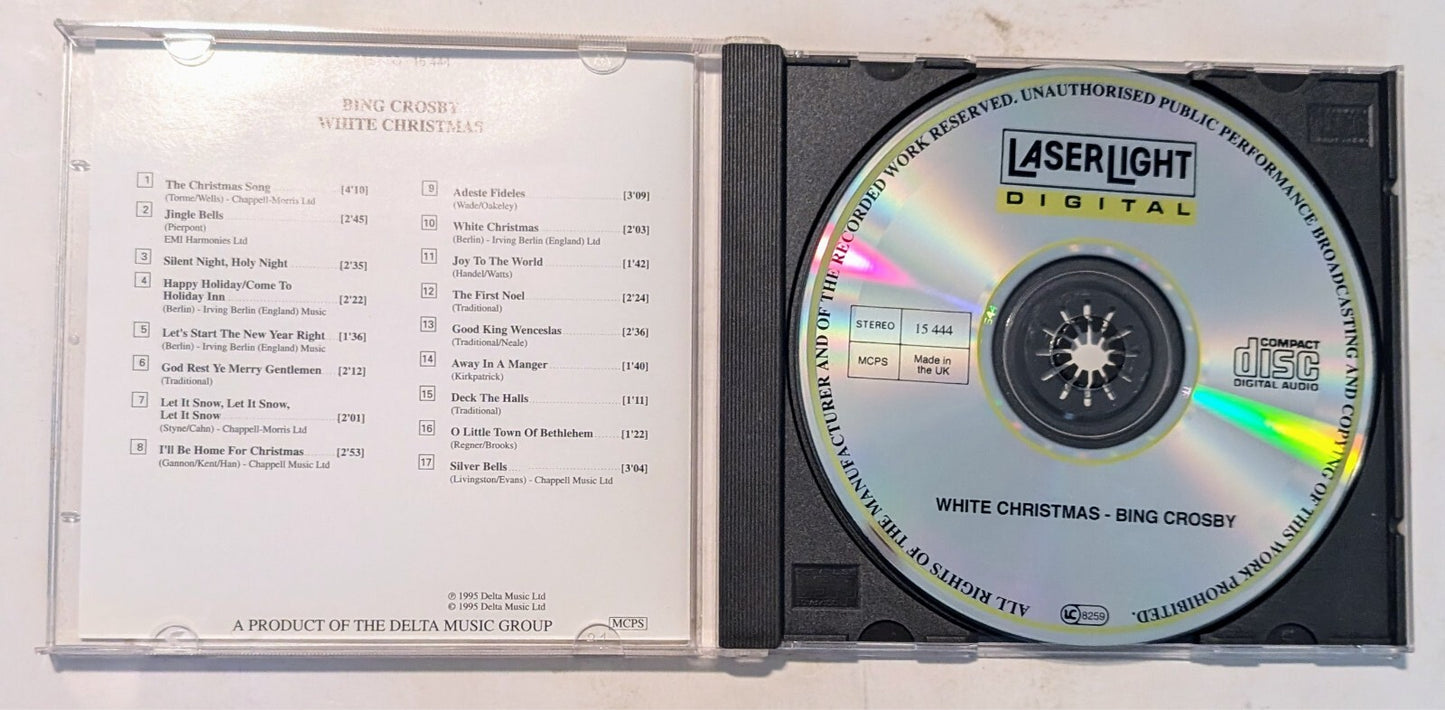 15 444
BING CROSBY
WHITE CHRISTMAS
1 The Christmas Song [4'10]
(Torme/Wells) - Chappell-Morris Ltd
2 Jingle Bells [2'45]
(Pierpont)
EMI Harmonies Ltd
3 Silent Night, Holy Night [2'35]
4 Happy Holiday/Come To
Holiday Inn [2'22]
(Berlin) - Irving Berlin (England) Music
5 Let's Start The New Year Right [1'36]
(Berlin) - Irving Berlin (England) Music
6 God Rest Ye Merry Gentlemen [2'12]
(Traditional)
7 Let It Snow, Let It Snow,
Let It Snow [2'01]
(Styne/Cahn) - Chappell-Morris Ltd
8 I'll Be Home For Christmas [2'53]
(Gannon/Kent/Han) - Chappell Music Ltd
9 Adeste Fideles [3'09]
(Wade/Oakeley)
10 White Christmas [2'03]
(Berlin) - Irving Berlin (England) Ltd
11 Joy To The World [1'42]
(Handel/Watts)
12 The First Noel [2'24]
(Traditional)
13 Good King Wenceslas [2'36]
(Traditional/Neale)
14 Away In A Manger [1'40]
(Kirkpatrick)
15 Deck The Halls [1'11]
(Traditional)
16 O Little Town Of Bethlehem [1'22]
(Regner/Brooks)
17 Silver Bells [3'04]
(Livingston/Evans) - Chappell Music Ltd
℗ 1995 Delta Music Ltd
© 1995 Delta Music Ltd
A PRODUCT OF THE DELTA MUSIC GROUP MCPS
ALL RIGHTS OF THE MANUFACTURER AND OF THE RECORDED WORK RESERVED. UNAUTHORISED PUBLIC PERFORMANCE BROADCASTING AND COPYING OF THIS WORK PROHIBITED.
LASERLIGHT
DIGITAL
STEREO 15 444
MCPS Made in
the UK
COMPACT
disc
DIGITAL AUDIO
WHITE CHRISTMAS - BING CROSBY
LC 8259